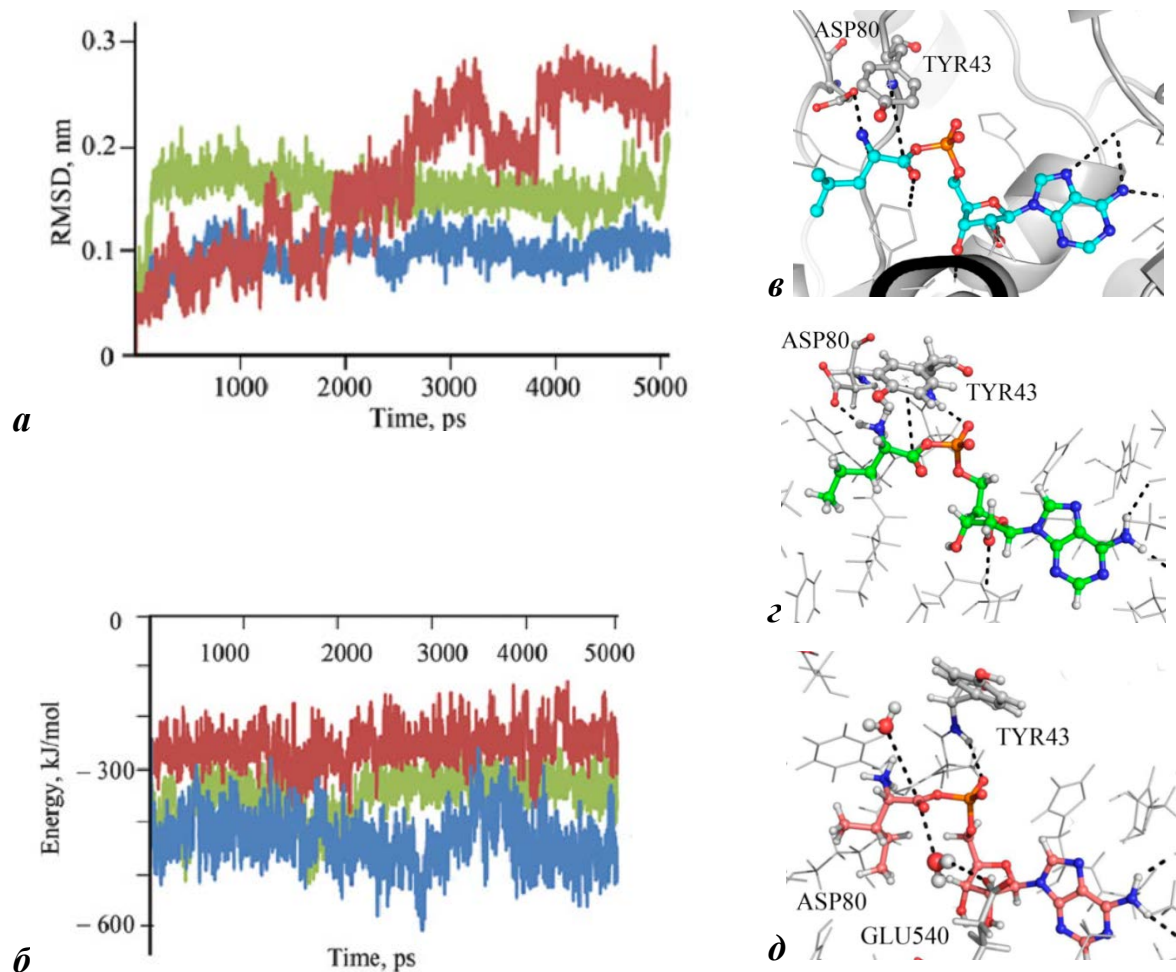 0.3
0.2
0.1
0
RMSD, nm
1000 2000 3000 4000 5000
Time, ps
а
0
1000 2000 3000 4000 5000
– 300
– 600
Energy, kJ/mol
Time, ps
б
ASP80
TYR43
в
ASP80
TYR43
г
TYR43
ASP80
GLU540
д